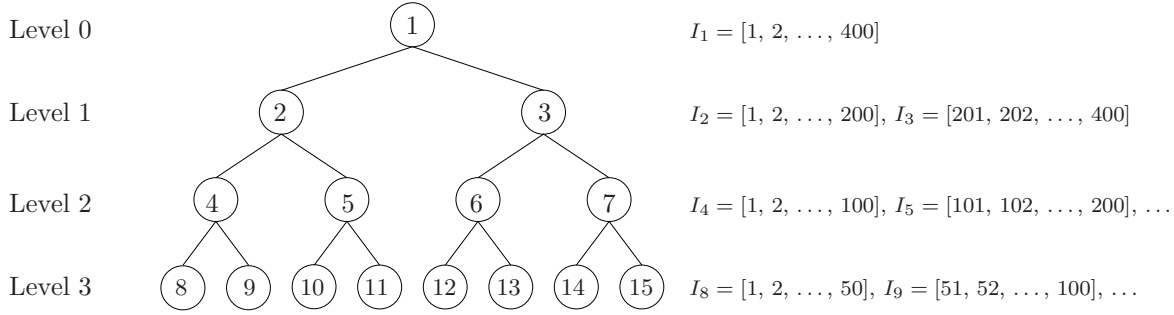 Level 0 1 I₁ = [1, 2, …, 400]
Level 1 2 3 I₂ = [1, 2, …, 200], I₃ = [201, 202, …, 400]
Level 2 4 5 6 7 I₄ = [1, 2, …, 100], I₅ = [101, 102, …, 200], …
Level 3 8 9 10 11 12 13 14 15 I₈ = [1, 2, …, 50], I₉ = [51, 52, …, 100], …